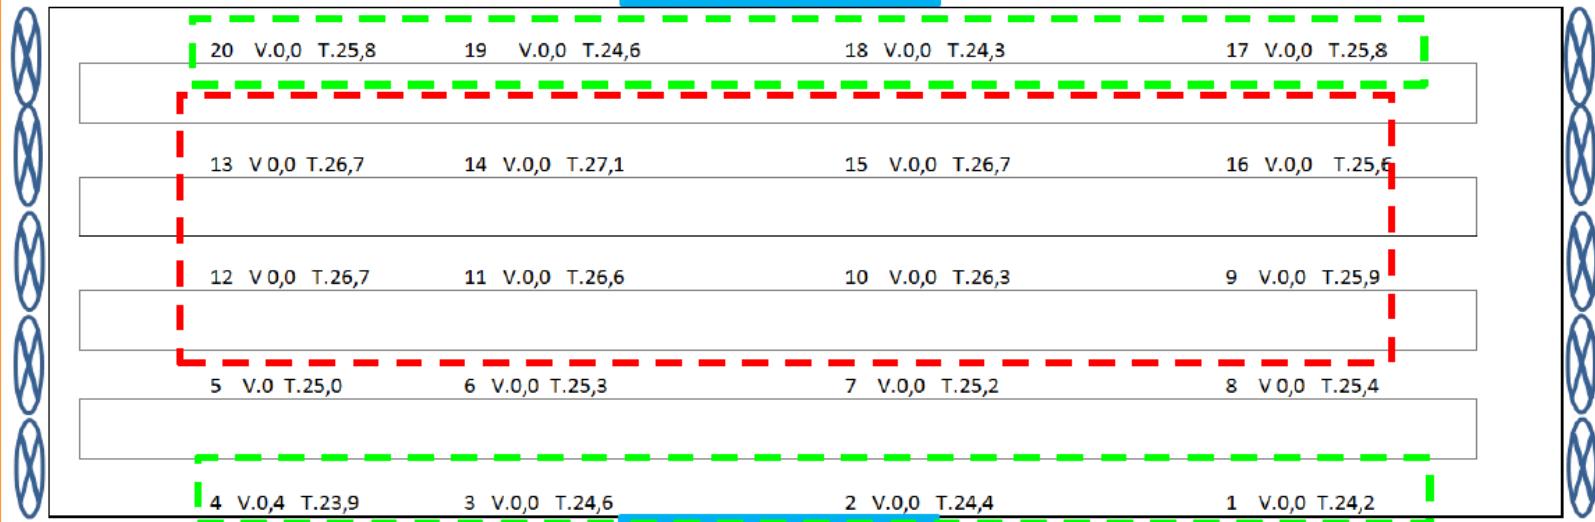 20 V.0,0 T.25,8 19 V.0,0 T.24,6 18 V.0,0 T.24,3 17 V.0,0 T.25,8
13 V 0,0 T.26,7 14 V.0,0 T.27,1 15 V.0,0 T.26,7 16 V.0,0 T.25,6
12 V 0,0 T.26,7 11 V.0,0 T.26,6 10 V.0,0 T.26,3 9 V.0,0 T.25,9
5 V.0 T.25,0 6 V.0,0 T.25,3 7 V.0,0 T.25,2 8 V 0,0 T.25,4
4 V.0,4 T.23,9 3 V.0,0 T.24,6 2 V.0,0 T.24,4 1 V.0,0 T.24,2